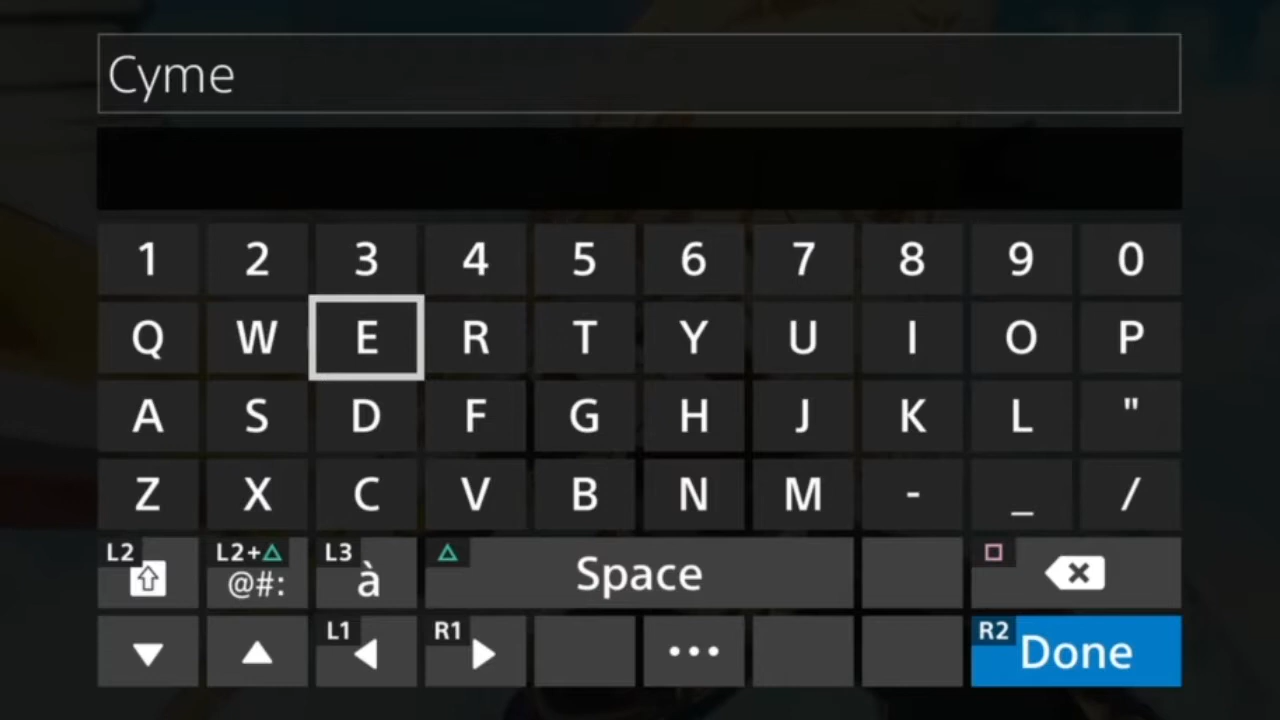 Cyme
1 2 3 4 5 6 7 8 9 0
Q W E R T Y U I O P
A S D F G H J K L "
Z X C V B N M - _ /
L2 L2+△ @#: L3 à △ Space □
L1 R1 ••• R2 Done